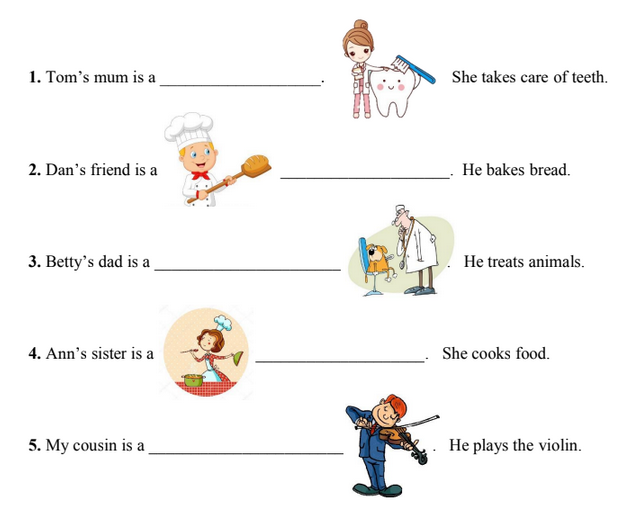 1. Tom’s mum is a ____________________. She takes care of teeth.
2. Dan’s friend is a ____________________. He bakes bread.
3. Betty’s dad is a ______________________. He treats animals.
4. Ann’s sister is a ____________________. She cooks food.
5. My cousin is a _______________________. He plays the violin.